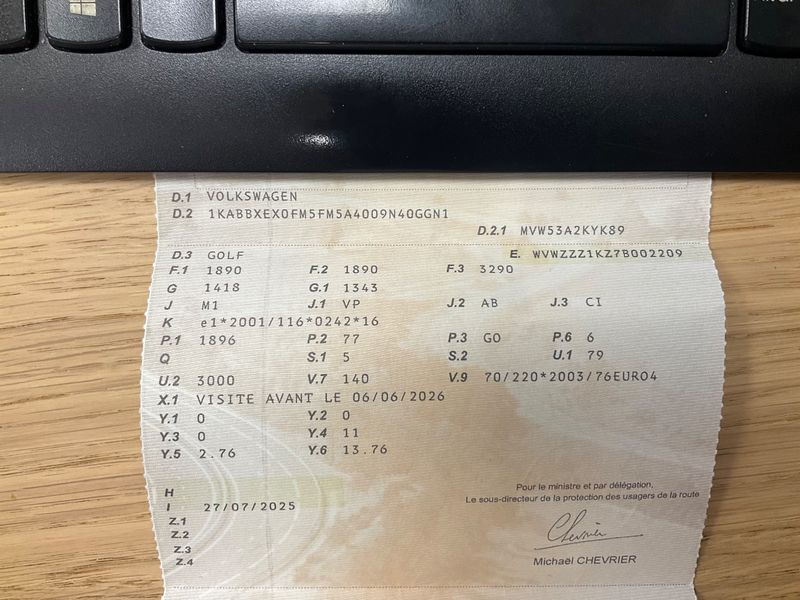 D.1 VOLKSWAGEN
D.2 1KABBXEX0FM5FM5A4009N40GGN1
D.2.1 MVW53A2KYK89
D.3 GOLF E. WVWZZZ1KZ7B002209
F.1 1890 F.2 1890 F.3 3290
G 1418 G.1 1343
J M1 J.1 VP J.2 AB J.3 CI
K e1*2001/116*0242*16
P.1 1896 P.2 77 P.3 GO P.6 6
Q S.1 5 S.2 U.1 79
U.2 3000 V.7 140 V.9 70/220*2003/76EURO4
X.1 VISITE AVANT LE 06/06/2026
Y.1 0 Y.2 0
Y.3 0 Y.4 11
Y.5 2.76 Y.6 13.76
Pour le ministre et par délégation,
Le sous-directeur de la protection des usagers de la route
H
I 27/07/2025
Z.1
Z.2
Z.3
Z.4
Chevrier
Michaël CHEVRIER